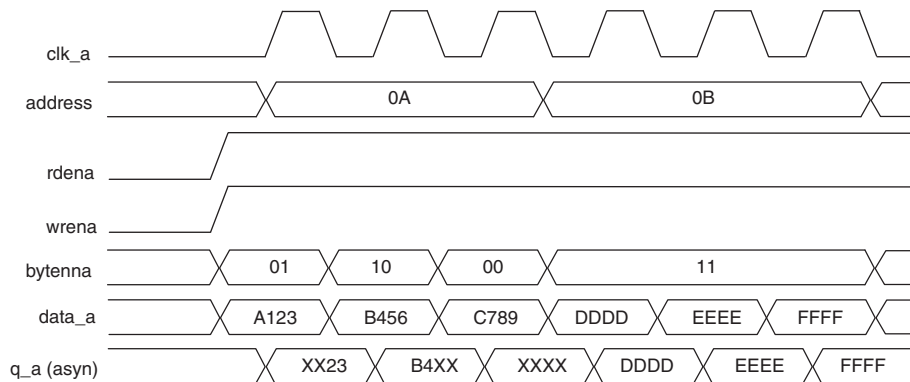 clk_a
address 0A 0B
rdena
wrena
bytenna 01 10 00 11
data_a A123 B456 C789 DDDD EEEE FFFF
q_a (asyn) XX23 B4XX XXXX DDDD EEEE FFFF